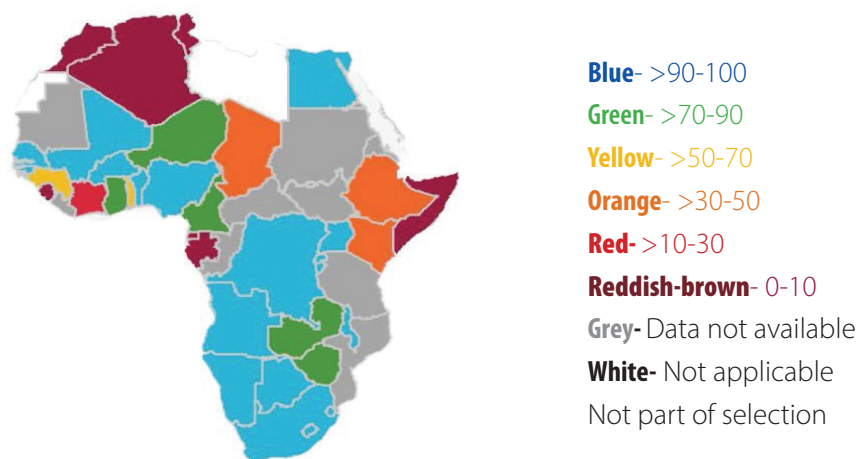 Blue- >90-100
Green- >70-90
Yellow- >50-70
Orange- >30-50
Red- >10-30
Reddish-brown- 0-10
Grey- Data not available
White- Not applicable
Not part of selection